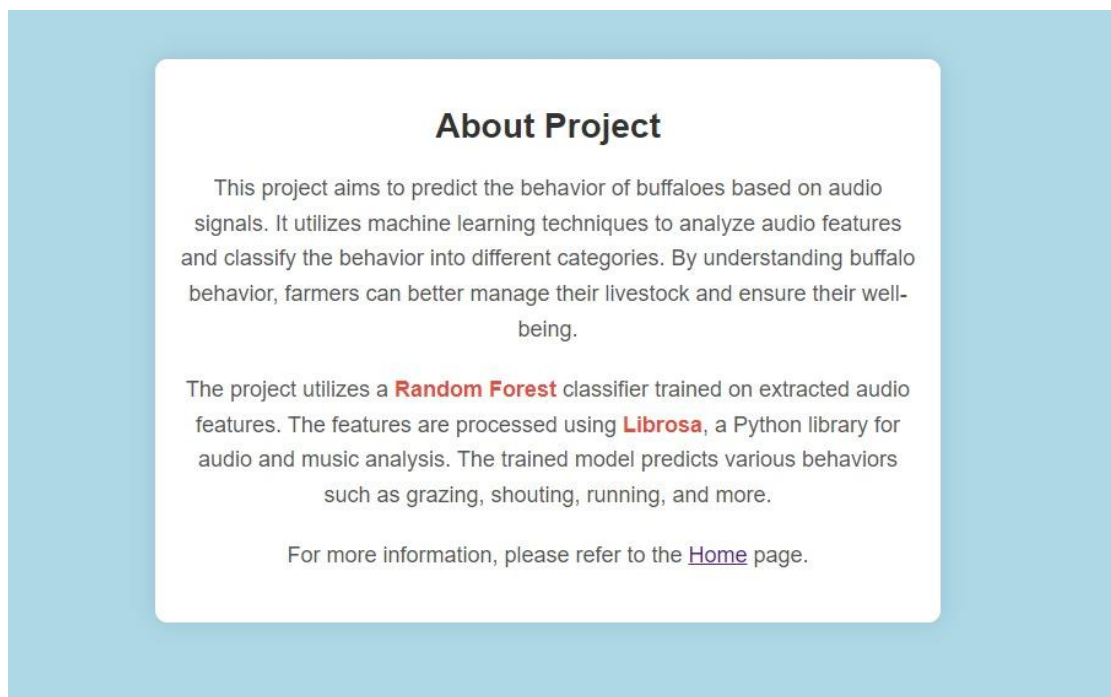 About Project
This project aims to predict the behavior of buffaloes based on audio
signals. It utilizes machine learning techniques to analyze audio features
and classify the behavior into different categories. By understanding buffalo
behavior, farmers can better manage their livestock and ensure their well-
being.
The project utilizes a Random Forest classifier trained on extracted audio
features. The features are processed using Librosa, a Python library for
audio and music analysis. The trained model predicts various behaviors
such as grazing, shouting, running, and more.
For more information, please refer to the Home page.